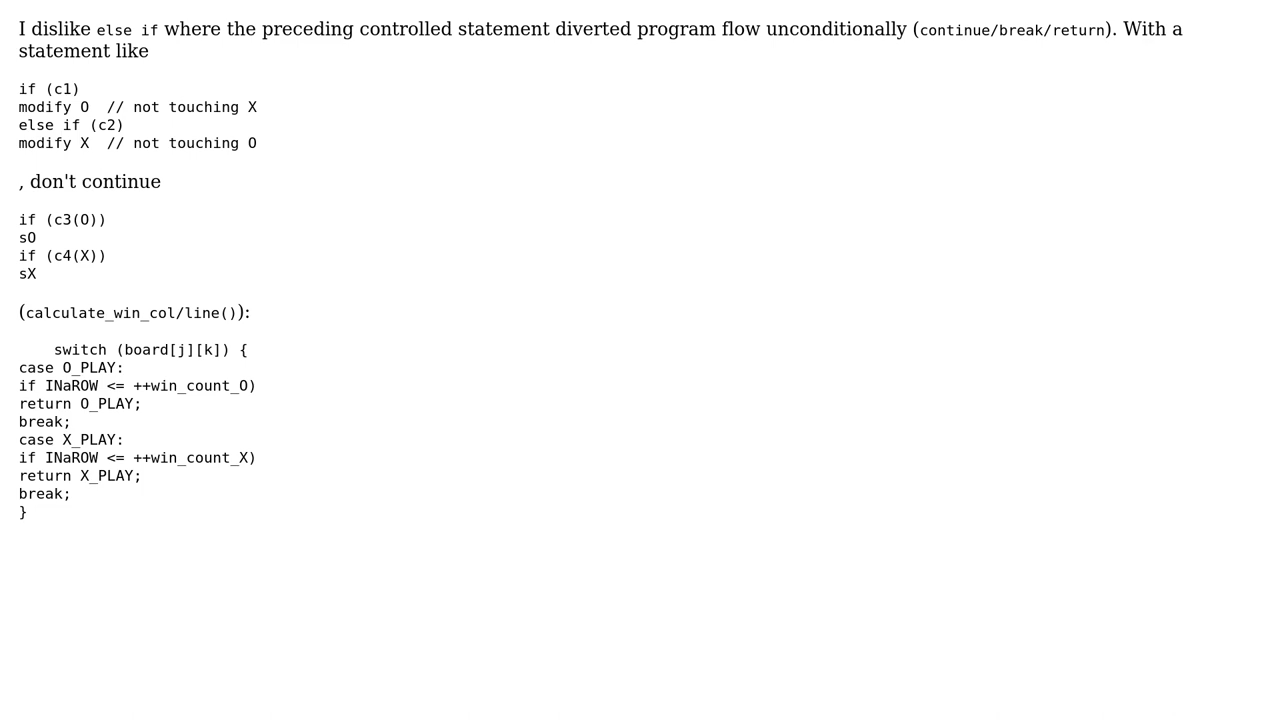 I dislike else if where the preceding controlled statement diverted program flow unconditionally (continue/break/return). With a
statement like
if (c1)
modify O  // not touching X
else if (c2)
modify X  // not touching O
, don't continue
if (c3(O))
sO
if (c4(X))
sX
(calculate_win_col/line()):
    switch (board[j][k]) {
case O_PLAY:
if INaROW <= ++win_count_O)
return O_PLAY;
break;
case X_PLAY:
if INaROW <= ++win_count_X)
return X_PLAY;
break;
}